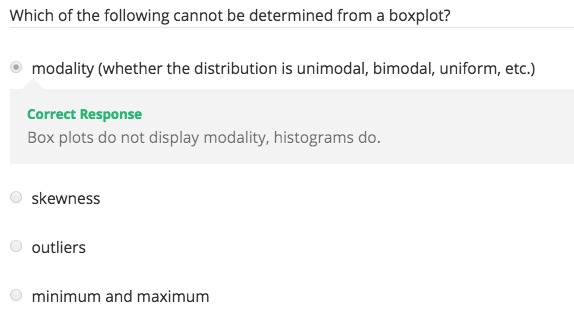 Which of the following cannot be determined from a boxplot?
modality (whether the distribution is unimodal, bimodal, uniform, etc.)
Correct Response
Box plots do not display modality, histograms do.
skewness
outliers
minimum and maximum